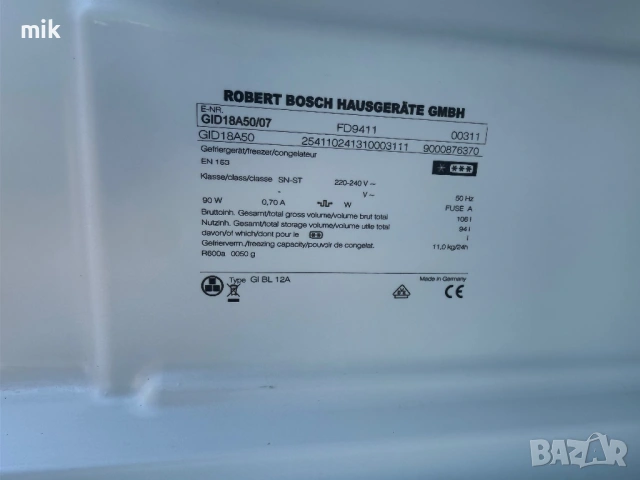 mik
ROBERT BOSCH HAUSGERÄTE GMBH
E-NR.
GID18A50/07 FD9411 00311
GID18A50 254110241310003111 9000876370
Gefriergerät/freezer/congelateur
EN 153
Klasse/class/classe SN-ST 220-240 V ~ 50 Hz
- V ~ FUSE A
90 W 0,70 A W
Bruttoinh. Gesamt/total gross volume/volume brut total 106 l
Nutzinh. Gesamt/total storage volume/volume utile total 94 l
davon/of which/dont pour le l
Gefrierverm./freezing capacity/pouvoir de congelat. 11,0 kg/24h
R600a 0050 g
Type GI BL 12A
Made in Germany
CE
BAZAR